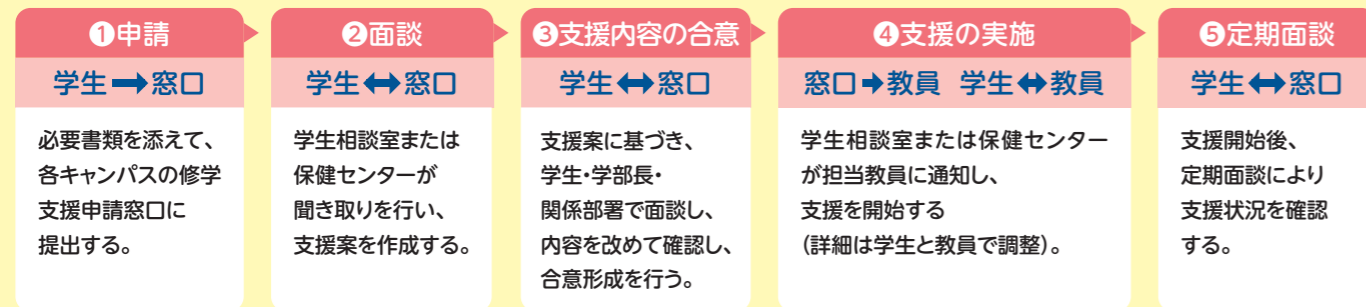 ❶申請
学生➡窓口
必要書類を添えて、
各キャンパスの修学
支援申請窓口に
提出する。
❷面談
学生⬌窓口
学生相談室または
保健センターが
聞き取りを行い、
支援案を作成する。
❸支援内容の合意
学生⬌窓口
支援案に基づき、
学生・学部長・
関係部署で面談し、
内容を改めて確認し、
合意形成を行う。
❹支援の実施
窓口➡教員 学生⬌教員
学生相談室または保健センター
が担当教員に通知し、
支援を開始する
(詳細は学生と教員で調整)。
❺定期面談
学生⬌窓口
支援開始後、
定期面談により
支援状況を確認
する。